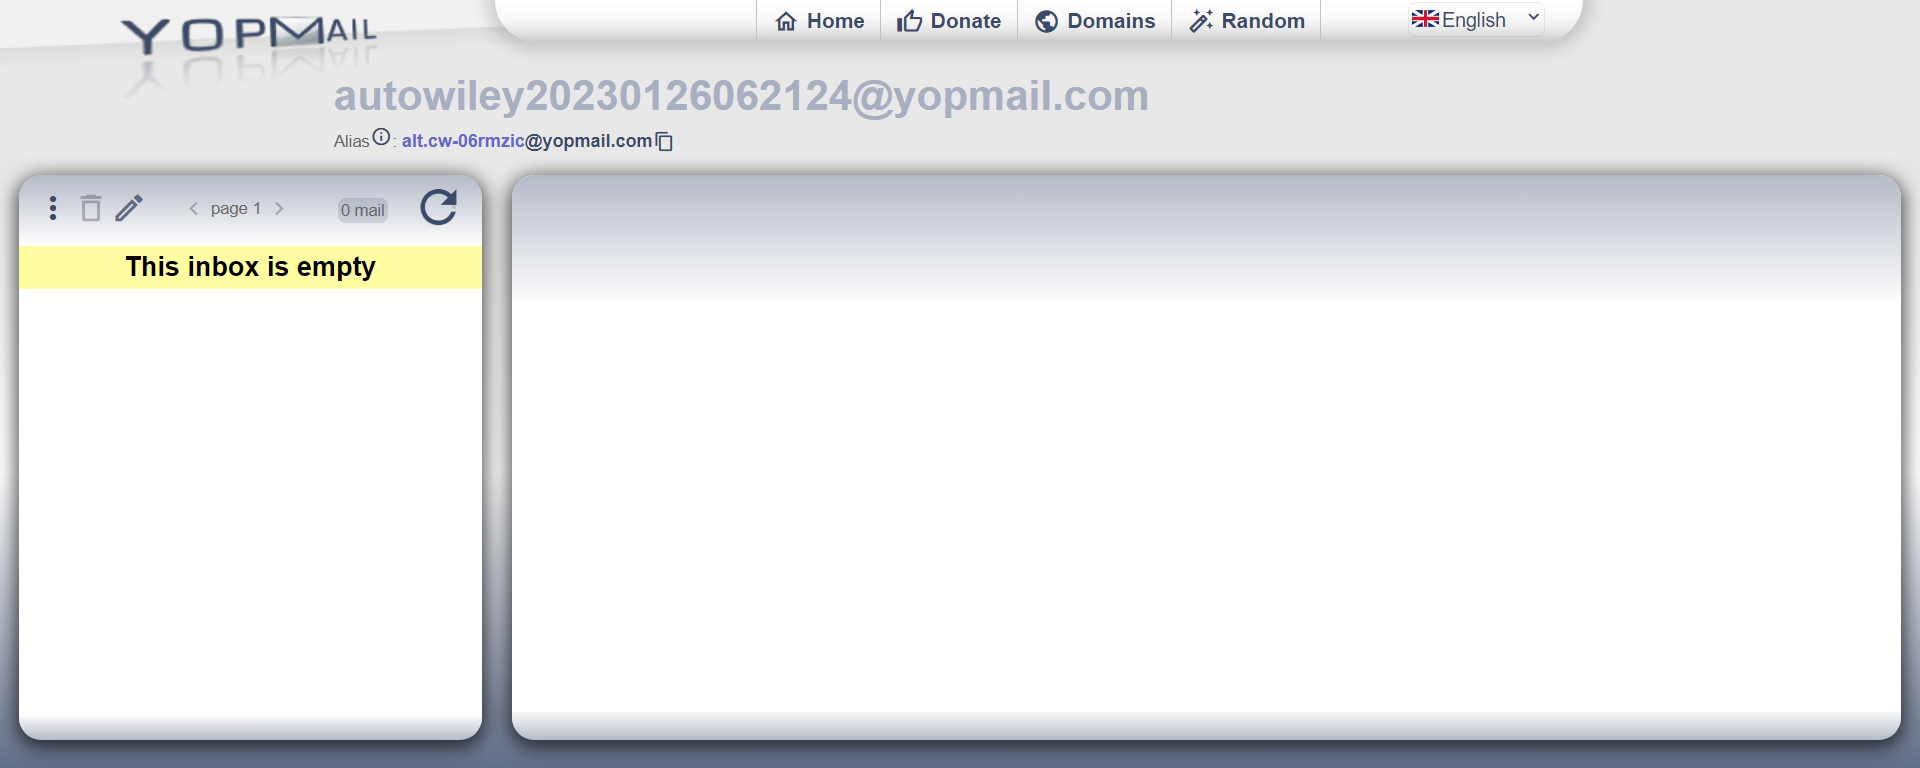 YOPMAIL
Home Donate Domains Random English
autowiley20230126062124@yopmail.com
Alias : alt.cw-06rmzic@yopmail.com
page 1 0 mail
This inbox is empty